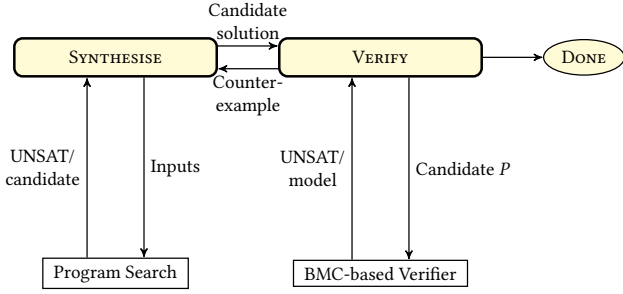 Candidate
solution
SYNTHESISE
VERIFY
DONE
Counter-
example
UNSAT/
candidate
Inputs
UNSAT/
model
Candidate P
Program Search
BMC-based Verifier